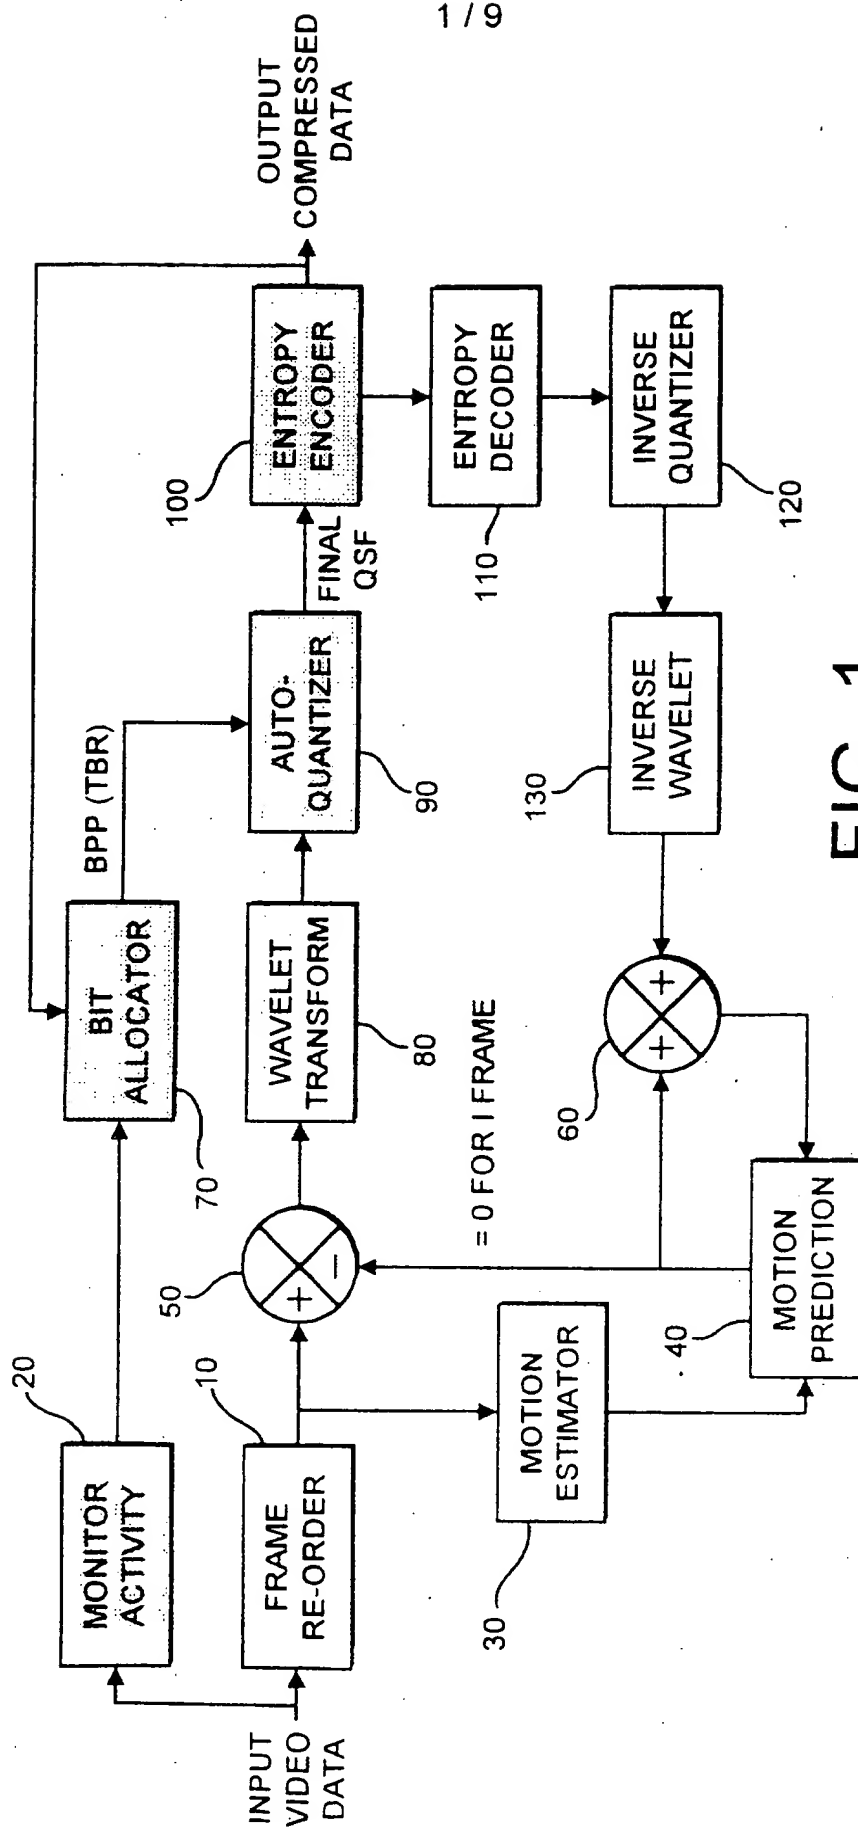 1 / 9
INPUT
VIDEO
DATA
MONITOR
ACTIVITY
20
FRAME
RE-ORDER
10
MOTION
ESTIMATOR
30
MOTION
PREDICTION
40
50
+
−
= 0 FOR I FRAME
60
+
+
BIT
ALLOCATOR
70
BPP (TBR)
WAVELET
TRANSFORM
80
AUTO-
QUANTIZER
90
FINAL
QSF
ENTROPY
ENCODER
100
OUTPUT
COMPRESSED
DATA
ENTROPY
DECODER
110
INVERSE
QUANTIZER
120
INVERSE
WAVELET
130
FIG. 1